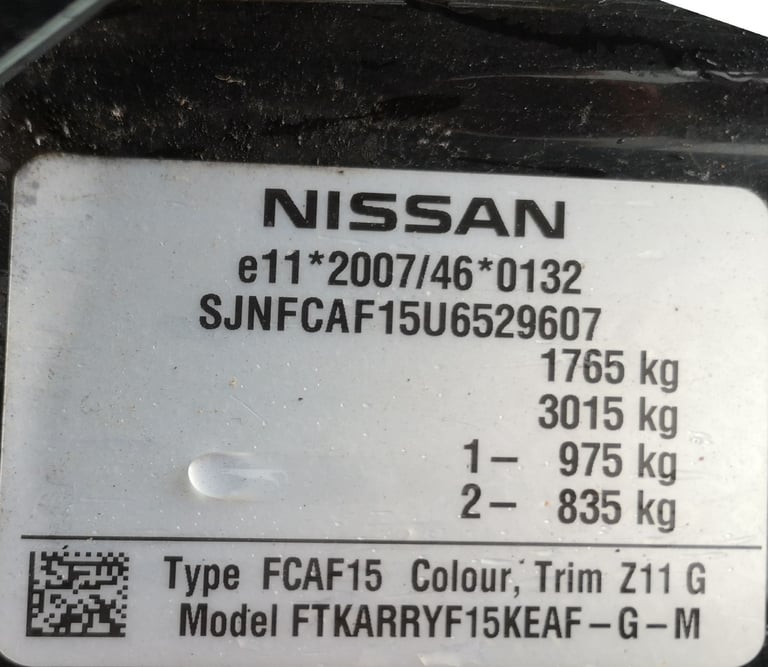 NISSAN
e11*2007/46*0132
SJNFCAF15U6529607
1765 kg
3015 kg
1- 975 kg
2- 835 kg
Type FCAF15 Colour, Trim Z11 G
Model FTKARRYF15KEAF-G-M